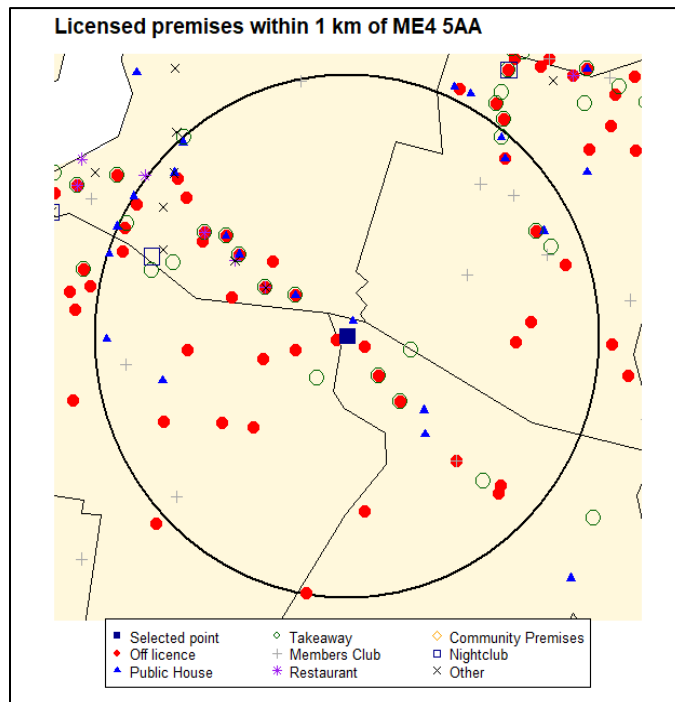 Licensed premises within 1 km of ME4 5AA
Selected point
Takeaway
Community Premises
Off licence
Members Club
Nightclub
Public House
Restaurant
Other